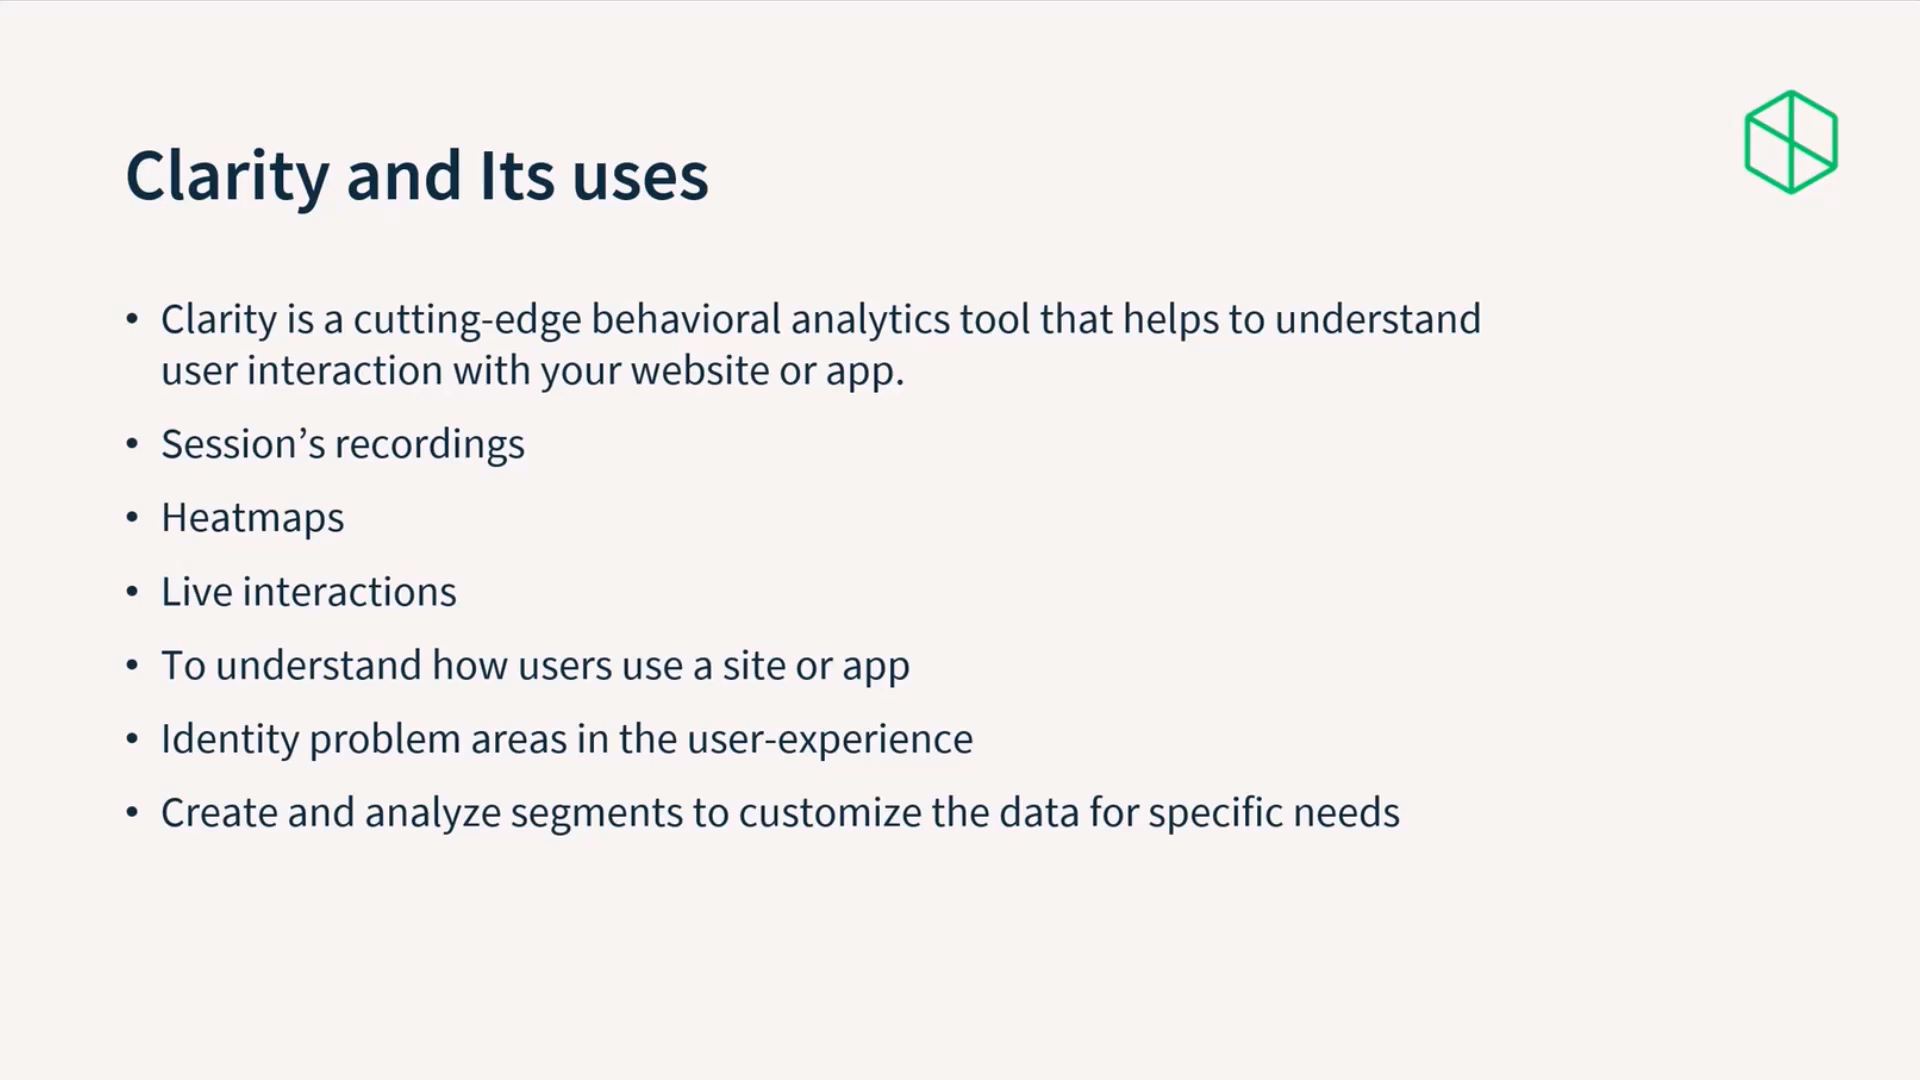 Clarity and Its uses
• Clarity is a cutting-edge behavioral analytics tool that helps to understand
user interaction with your website or app.
• Session’s recordings
• Heatmaps
• Live interactions
• To understand how users use a site or app
• Identity problem areas in the user-experience
• Create and analyze segments to customize the data for specific needs